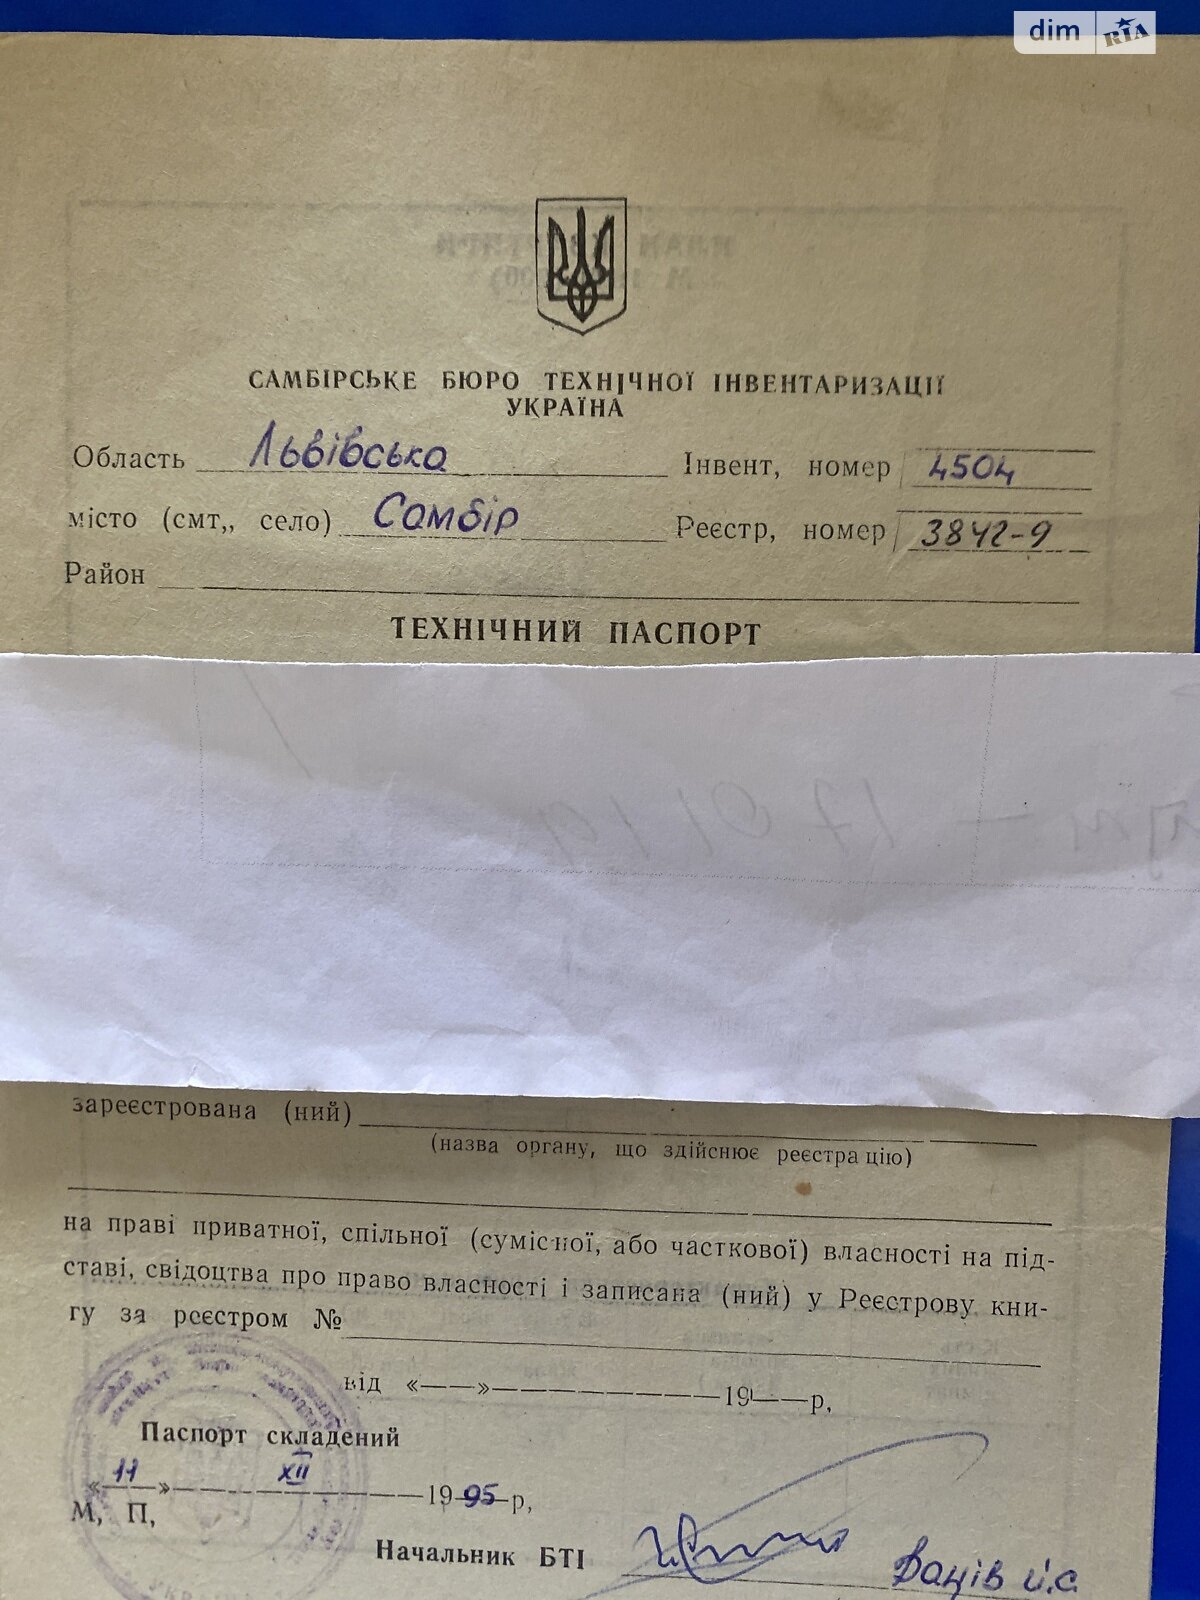 dim RIA
САМБІРСЬКЕ БЮРО ТЕХНІЧНОЇ ІНВЕНТАРИЗАЦІЇ
УКРАЇНА
Область Львівська Інвент, номер 4504
місто (смт,, село) Самбір Реєстр, номер 3842-9
Район
ТЕХНІЧНИЙ ПАСПОРТ
зареєстрована (ний)
(назва органу, що здійснює реєстрацію)
на праві приватної, спільної (сумісної, або часткової) власності на під-
ставі, свідоцтва про право власності і записана (ний) у Реєстрову кни-
гу за реєстром №
від «——»——————19——р,
Паспорт складений
«11» XII 1995 р,
М, П,
Начальник БТІ